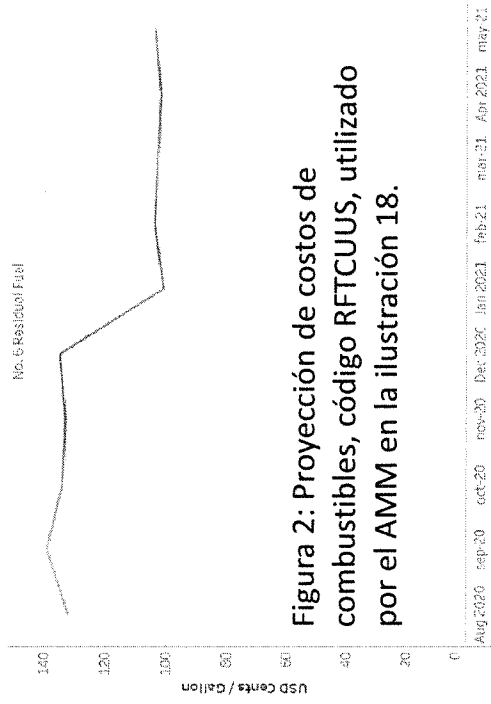 No. 6 Residual Fuel
USD Cents / Gallon
140
120
100
80
60
40
20
0
Figura 2: Proyección de costos de
combustibles, código RFTCUUS, utilizado
por el AMM en la ilustración 18.
Aug 2020 sep-20 oct-20 nov-20 Dec 2020 Jan 2021 feb-21 mar-21 Apr 2021 may-21